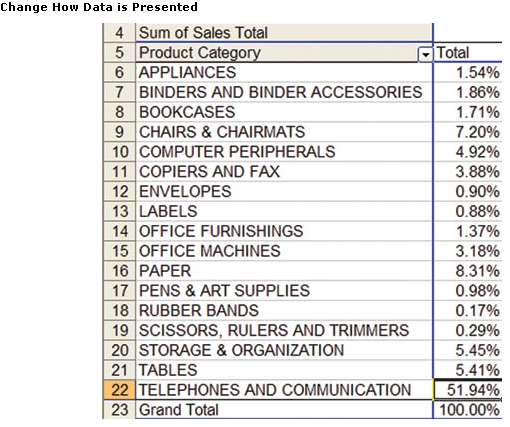 Change How Data is Presented
4 Sum of Sales Total
5 Product Category Total
6 APPLIANCES 1.54%
7 BINDERS AND BINDER ACCESSORIES 1.86%
8 BOOKCASES 1.71%
9 CHAIRS & CHAIRMATS 7.20%
10 COMPUTER PERIPHERALS 4.92%
11 COPIERS AND FAX 3.88%
12 ENVELOPES 0.90%
13 LABELS 0.88%
14 OFFICE FURNISHINGS 1.37%
15 OFFICE MACHINES 3.18%
16 PAPER 8.31%
17 PENS & ART SUPPLIES 0.98%
18 RUBBER BANDS 0.17%
19 SCISSORS, RULERS AND TRIMMERS 0.29%
20 STORAGE & ORGANIZATION 5.45%
21 TABLES 5.41%
22 TELEPHONES AND COMMUNICATION 51.94%
23 Grand Total 100.00%